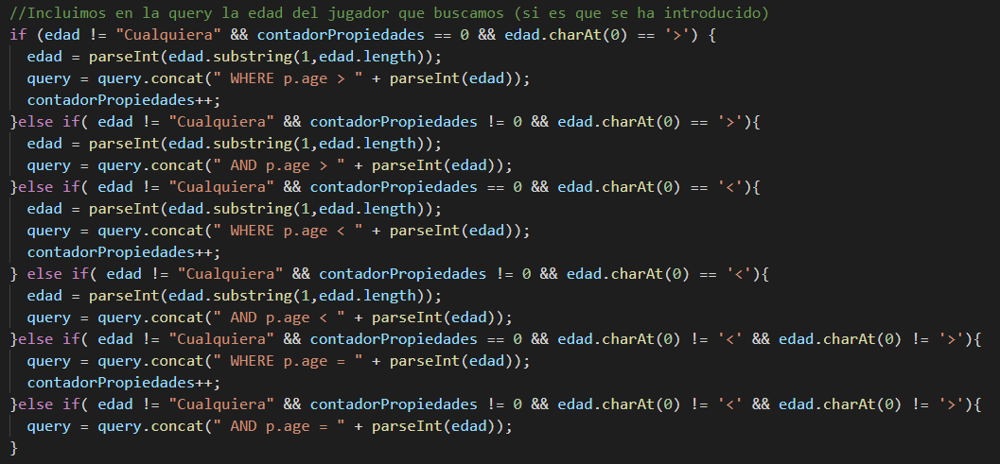 //Incluimos en la query la edad del jugador que buscamos (si es que se ha introducido)
if (edad != "Cualquiera" && contadorPropiedades == 0 && edad.charAt(0) == '>') {
  edad = parseInt(edad.substring(1,edad.length));
  query = query.concat(" WHERE p.age > " + parseInt(edad));
  contadorPropiedades++;
}else if( edad != "Cualquiera" && contadorPropiedades != 0 && edad.charAt(0) == '>'){
  edad = parseInt(edad.substring(1,edad.length));
  query = query.concat(" AND p.age > " + parseInt(edad));
}else if( edad != "Cualquiera" && contadorPropiedades == 0 && edad.charAt(0) == '<'){
  edad = parseInt(edad.substring(1,edad.length));
  query = query.concat(" WHERE p.age < " + parseInt(edad));
  contadorPropiedades++;
} else if( edad != "Cualquiera" && contadorPropiedades != 0 && edad.charAt(0) == '<'){
  edad = parseInt(edad.substring(1,edad.length));
  query = query.concat(" AND p.age < " + parseInt(edad));
}else if( edad != "Cualquiera" && contadorPropiedades == 0 && edad.charAt(0) != '<' && edad.charAt(0) != '>'){
  query = query.concat(" WHERE p.age = " + parseInt(edad));
  contadorPropiedades++;
}else if( edad != "Cualquiera" && contadorPropiedades != 0 && edad.charAt(0) != '<' && edad.charAt(0) != '>'){
  query = query.concat(" AND p.age = " + parseInt(edad));
}